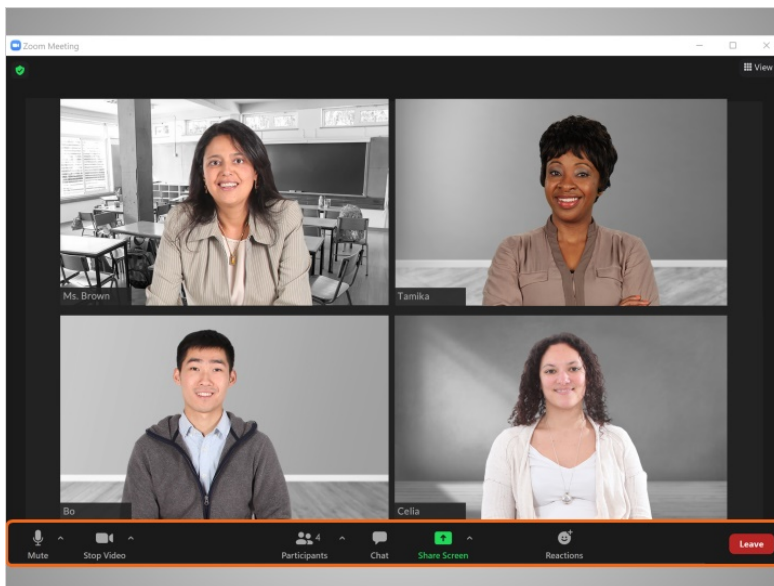 Zoom Meeting
View
Ms. Brown
Tamika
Bo
Celia
4
Mute
Stop Video
Participants
Chat
Share Screen
Reactions
Leave